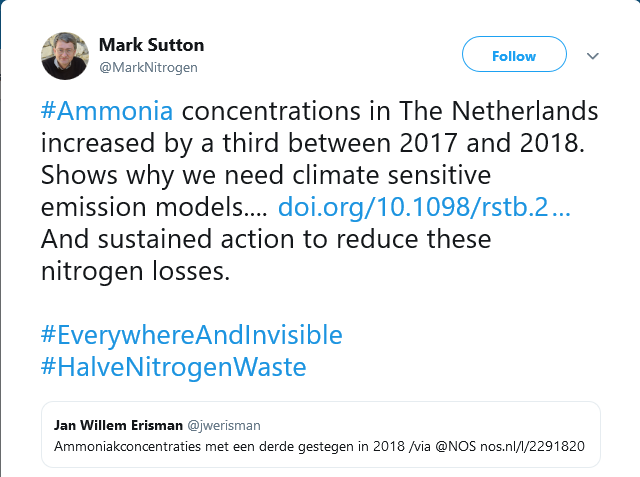 Mark Sutton
@MarkNitrogen
Follow
#Ammonia concentrations in The Netherlands
increased by a third between 2017 and 2018.
Shows why we need climate sensitive
emission models.... doi.org/10.1098/rstb.2...
And sustained action to reduce these
nitrogen losses.
#EverywhereAndInvisible
#HalveNitrogenWaste
Jan Willem Erisman @jwerisman
Ammoniakconcentraties met een derde gestegen in 2018 /via @NOS nos.nl/l/2291820